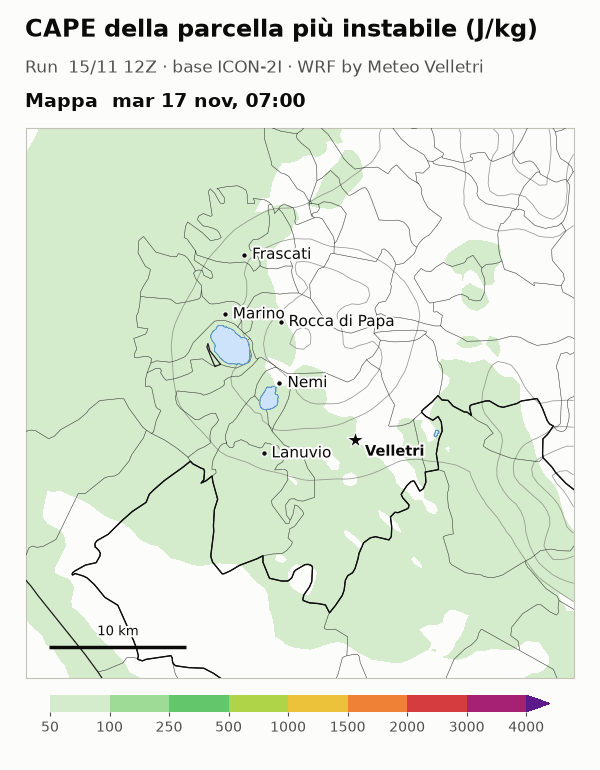 CAPE della parcella più instabile (J/kg)
Run  15/11 12Z · base ICON-2I · WRF by Meteo Velletri
Mappa  mar 17 nov, 07:00
Frascati
Marino
Rocca di Papa
Nemi
Velletri
Lanuvio
10 km
50 100 250 500 1000 1500 2000 3000 4000